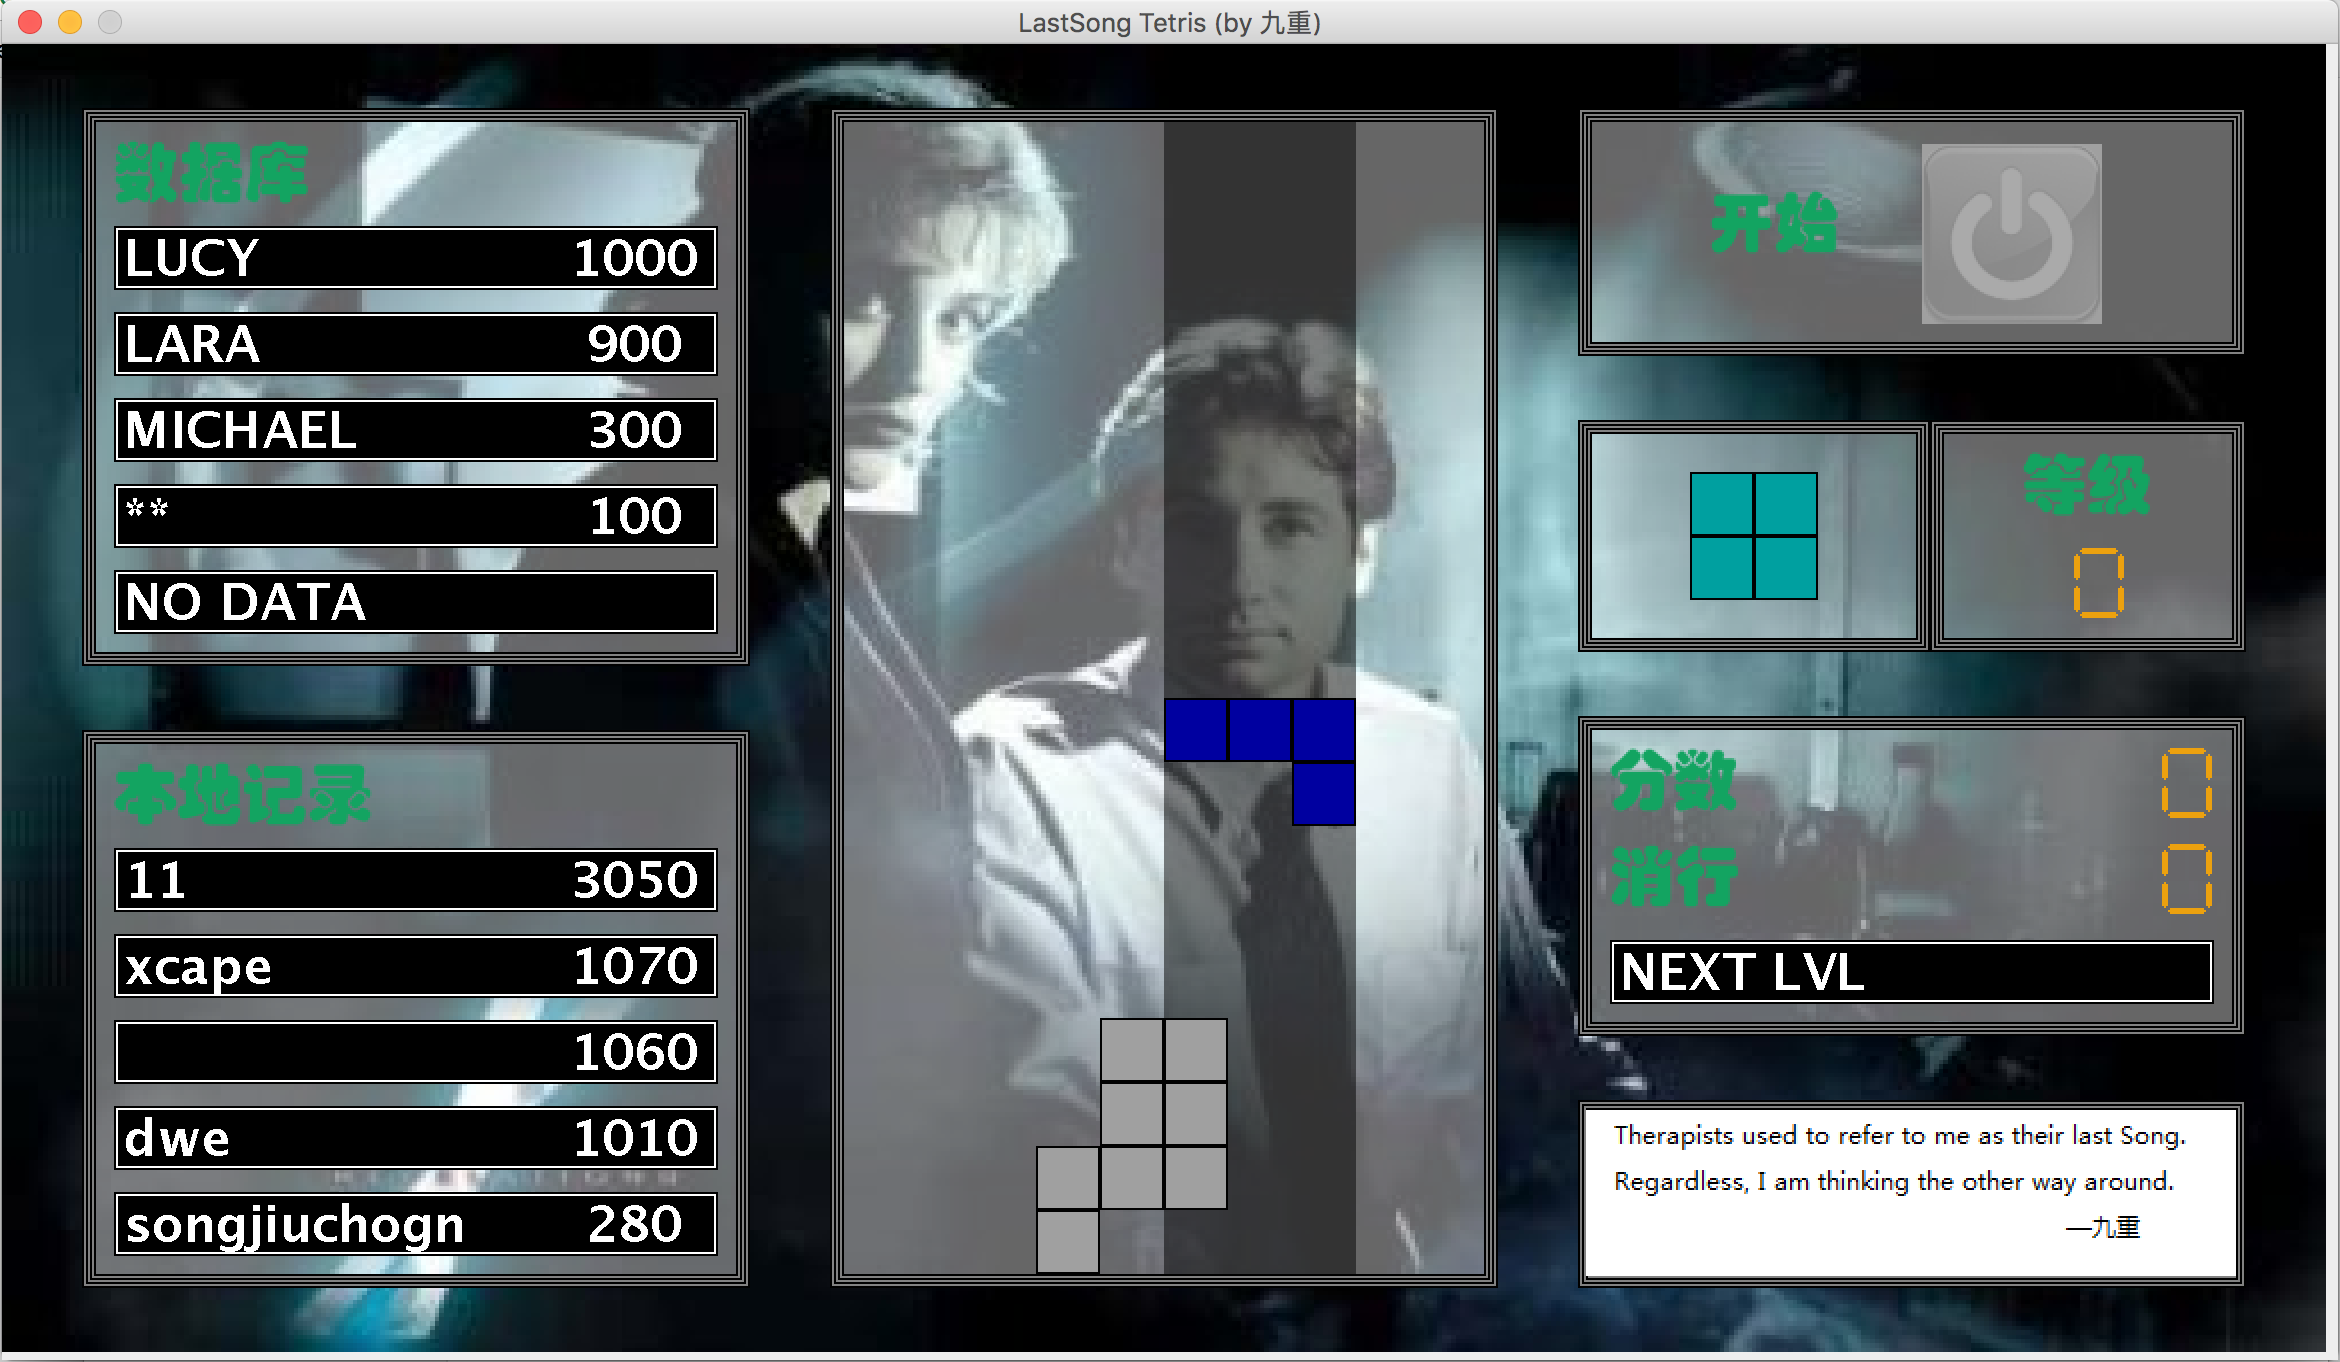 LastSong Tetris (by 九重)
数据库
LUCY 1000
LARA 900
MICHAEL 300
** 100
NO DATA
本地记录
11 3050
xcape 1070
1060
dwe 1010
songjiuchogn 280
开始
等级
0
分数 0
消行 0
NEXT LVL
Therapists used to refer to me as their last Song.
Regardless, I am thinking the other way around.
—九重